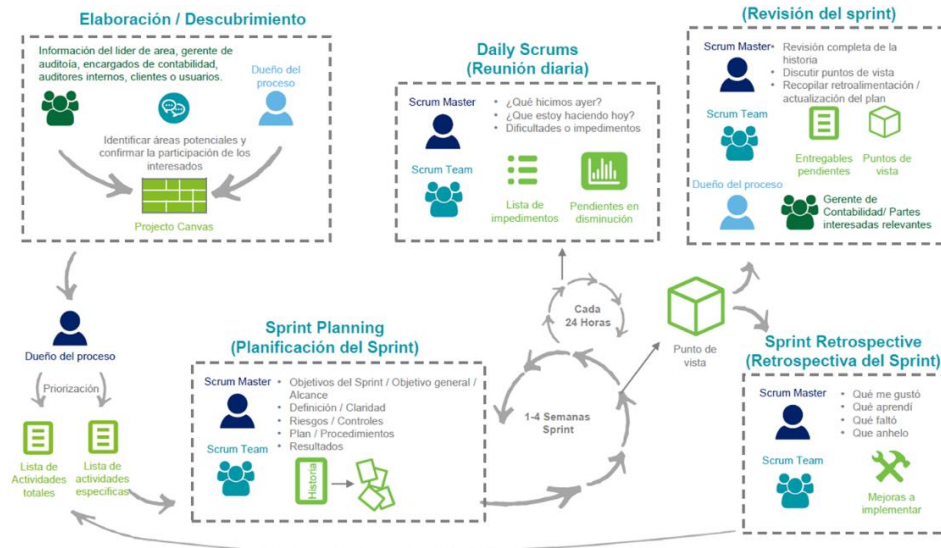 Elaboración / Descubrimiento
Información del lider de area, gerente de
auditoía, encargados de contabilidad,
auditores internos, clientes o usuarios.
Dueño del
proceso
Identificar áreas potenciales y
confirmar la participación de los
interesados
Projecto Canvas
Daily Scrums
(Reunión diaria)
Scrum Master
• ¿Qué hicimos ayer?
• ¿Que estoy haciendo hoy?
• Dificultades o impedimentos
Scrum Team
Lista de
impedimentos
Pendientes en
disminución
(Revisión del sprint)
Scrum Master
• Revisión completa de la
historia
• Discutir puntos de vista
• Recopilar retroalimentación /
actualización del plan
Scrum Team
Entregables
pendientes
Puntos de
vista
Dueño del proceso
Gerente de
Contabilidad/ Partes
interesadas relevantes
Dueño del proceso
Priorización
Lista de
Actividades
totales
Lista de
actividades
especificas
Sprint Planning
(Planificación del Sprint)
Scrum Master
• Objetivos del Sprint / Objetivo general /
Alcance
• Definición / Claridad
• Riesgos / Controles
• Plan / Procedimientos
• Resultados
Scrum Team
Historia
Cada
24 Horas
1-4 Semanas
Sprint
Punto de
vista
Sprint Retrospective
(Retrospectiva del Sprint)
Scrum Master
• Qué me gustó
• Qué aprendí
• Qué faltó
• Que anhelo
Scrum Team
Mejoras a
implementar